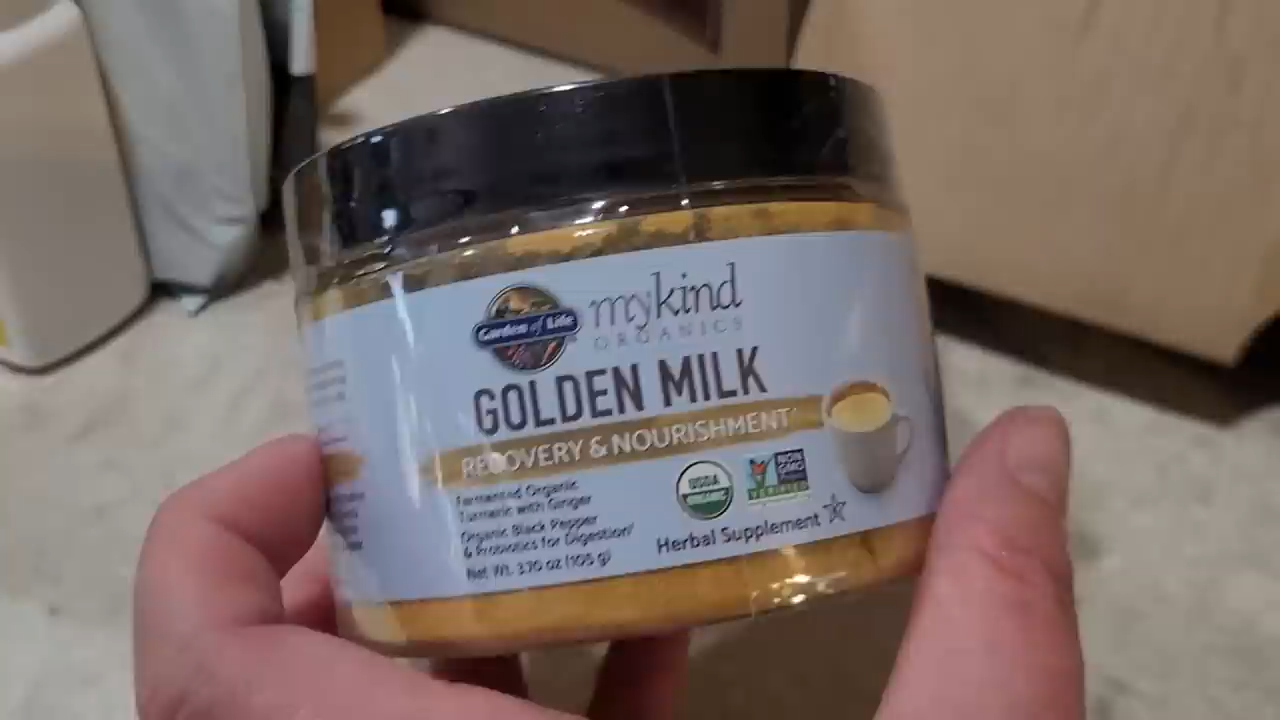 Garden of Life
mykind
ORGANICS
GOLDEN MILK
RECOVERY & NOURISHMENT†
Fermented Organic
Turmeric with Ginger
Organic Black Pepper
& Probiotics for Digestion†
Net Wt. 3.70 oz (105 g)
USDA
ORGANIC
NON
GMO
VERIFIED
Herbal Supplement
K